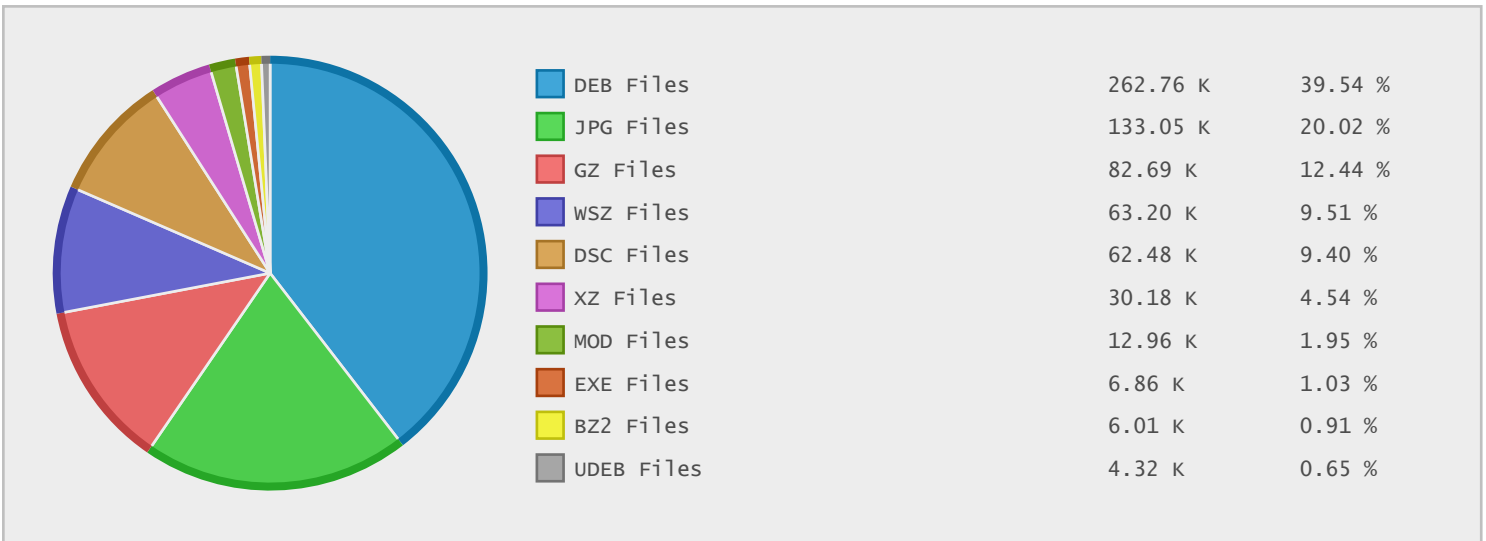 DEB Files 262.76 K 39.54 %
JPG Files 133.05 K 20.02 %
GZ Files 82.69 K 12.44 %
WSZ Files 63.20 K 9.51 %
DSC Files 62.48 K 9.40 %
XZ Files 30.18 K 4.54 %
MOD Files 12.96 K 1.95 %
EXE Files 6.86 K 1.03 %
BZ2 Files 6.01 K 0.91 %
UDEB Files 4.32 K 0.65 %